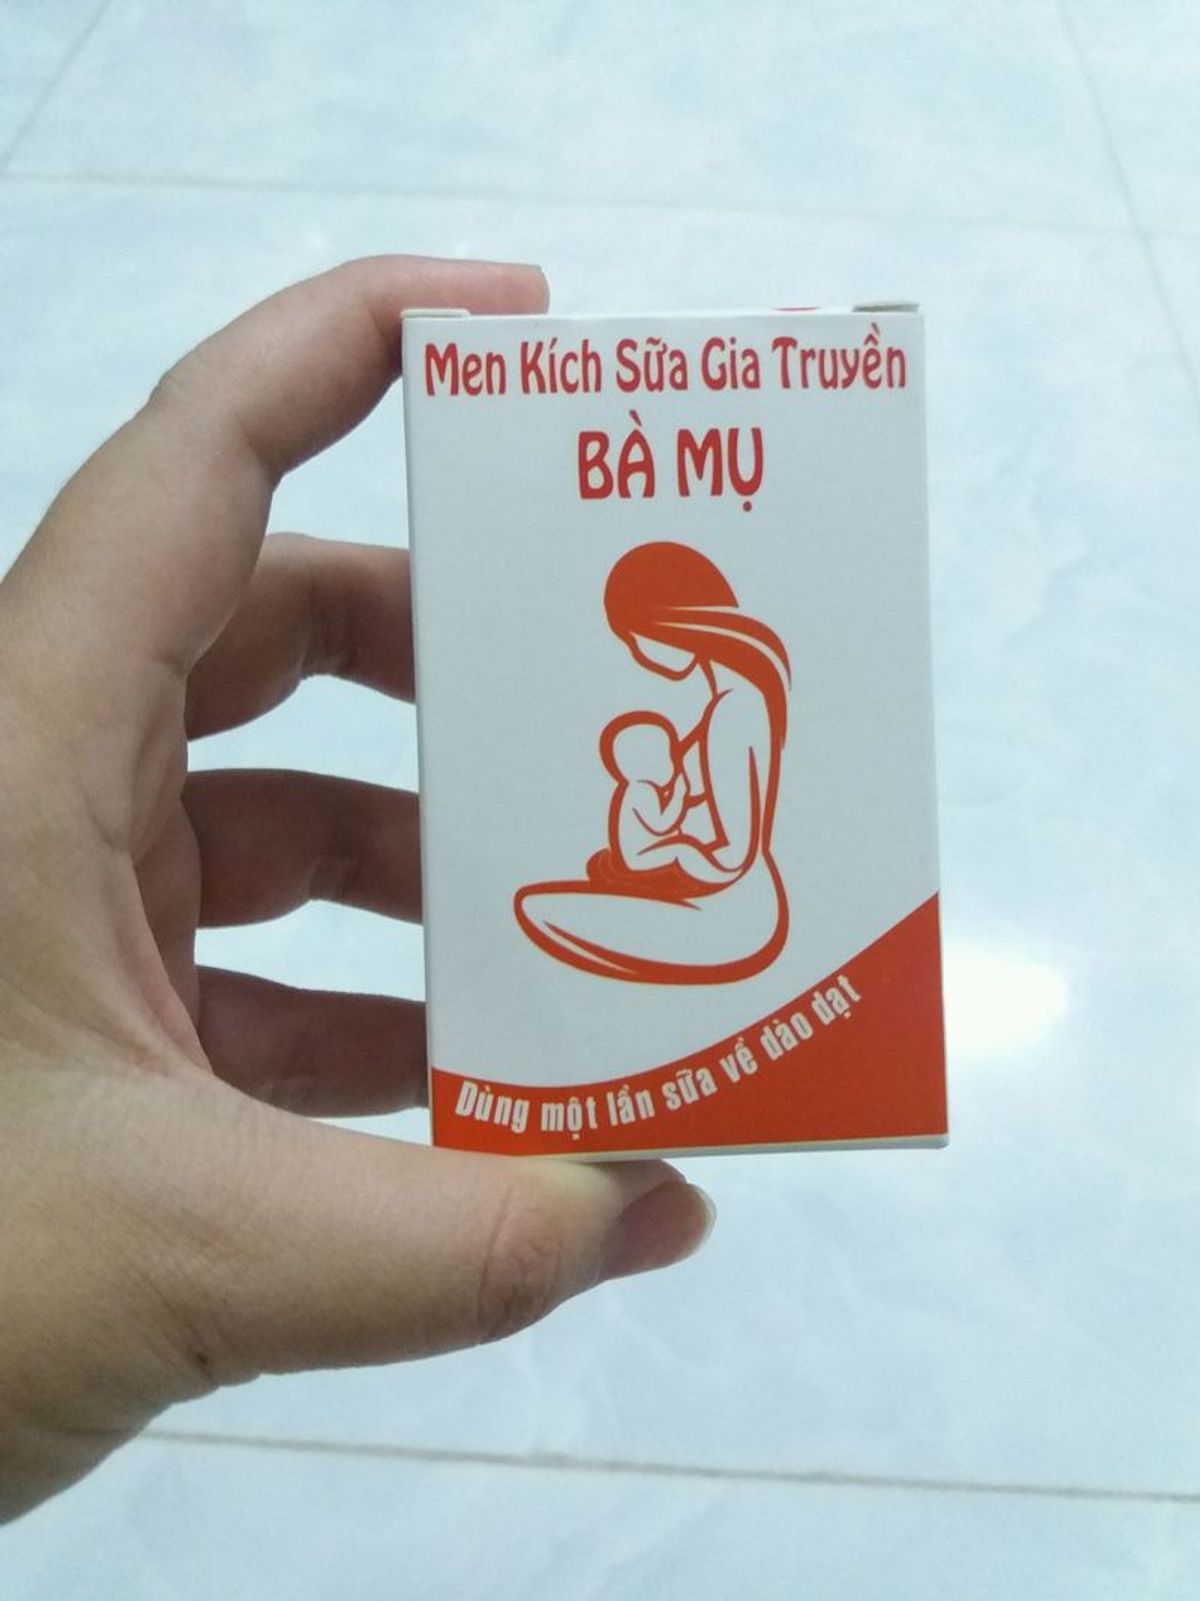 Men Kích Sữa Gia Truyền
BÀ MỤ
Dùng một lần sữa về dào dạt